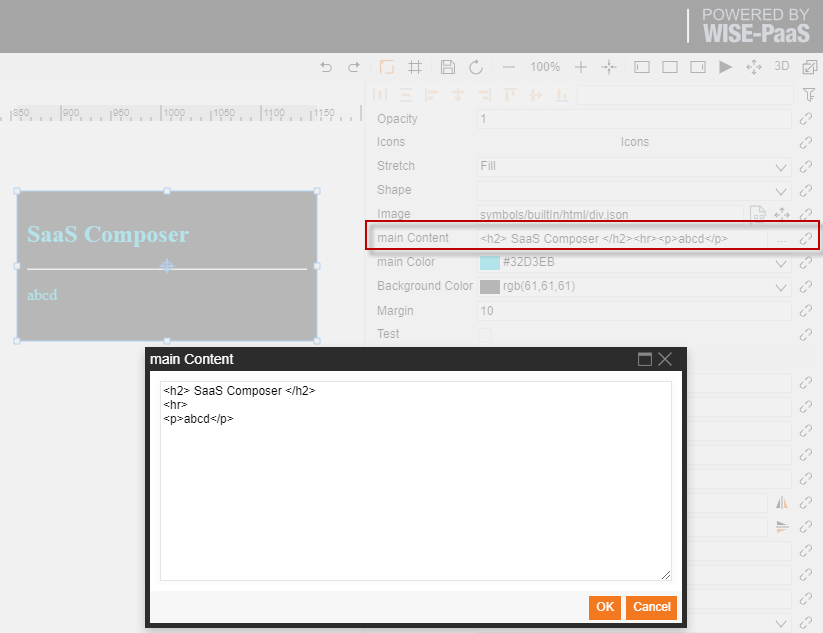 POWERED BY
WISE-PaaS
100%
3D
850 900 950 1000 1050 1100 1150
Opacity 1
Icons Icons
Stretch Fill
Shape
Image symbols/builtIn/html/div.json
main Content <h2> SaaS Composer </h2><hr><p>abcd</p> ...
main Color #32D3EB
Background Color rgb(61,61,61)
Margin 10
Test
SaaS Composer
abcd
main Content
<h2> SaaS Composer </h2>
<hr>
<p>abcd</p>
OK Cancel